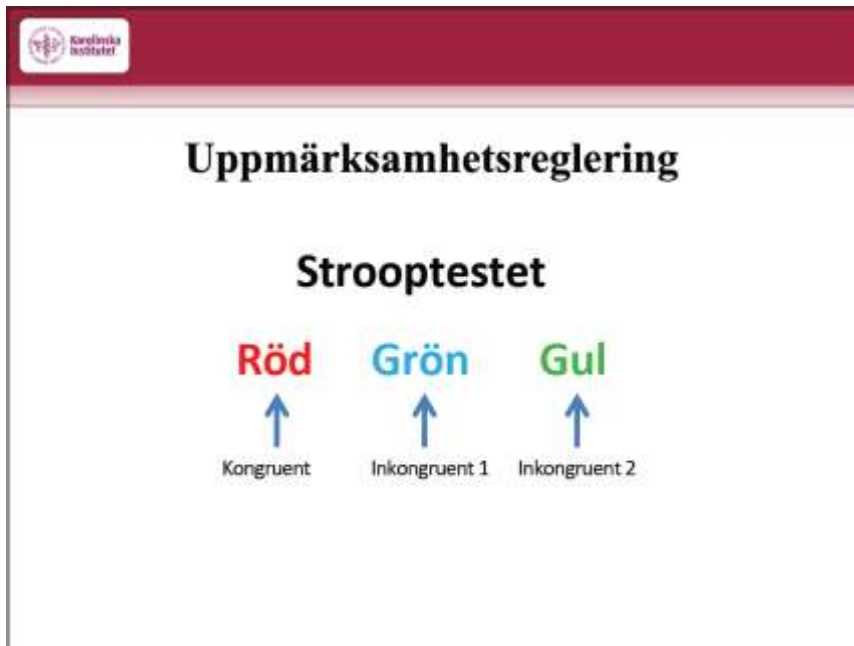 Karolinska
Institutet
Uppmärksamhetsreglering
Strooptestet
Röd Grön Gul
Kongruent Inkongruent 1 Inkongruent 2